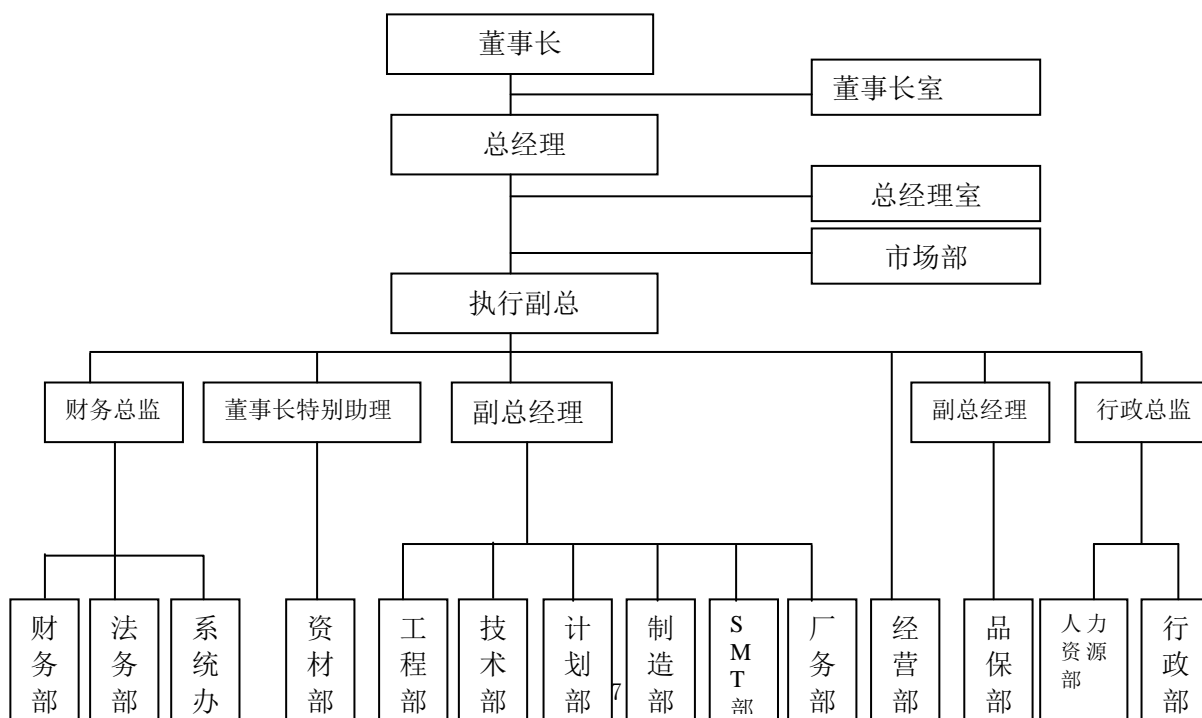 董事长
董事长室
总经理
总经理室
市场部
执行副总
财务总监
董事长特别助理
副总经理
副总经理
行政总监
财务部
法务部
系统办
资材部
工程部
技术部
计划部
制造部
SMT部
厂务部
经营部
品保部
人力资源部
行政部
7